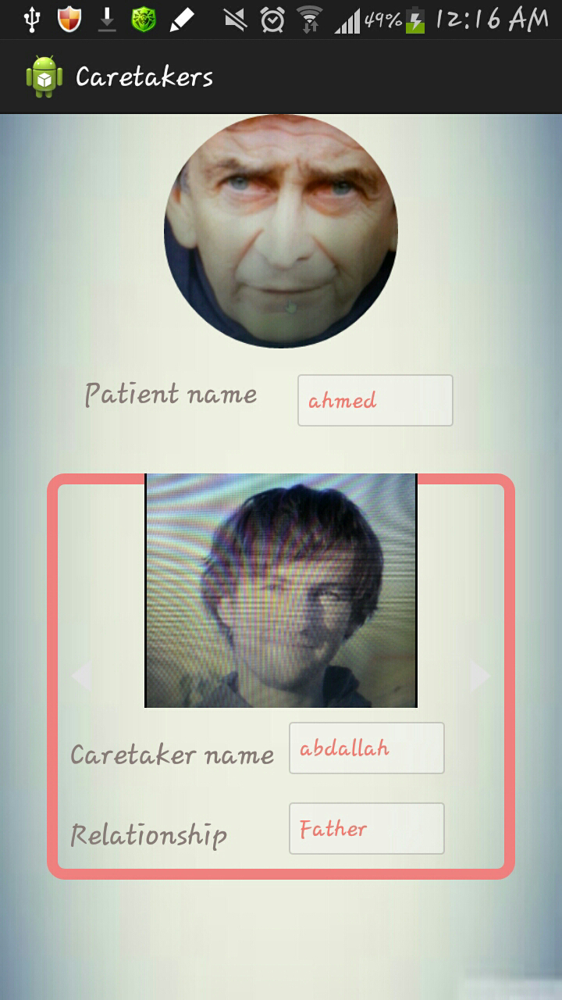 49% 12:16 AM
Caretakers
Patient name ahmed
Caretaker name abdallah
Relationship Father